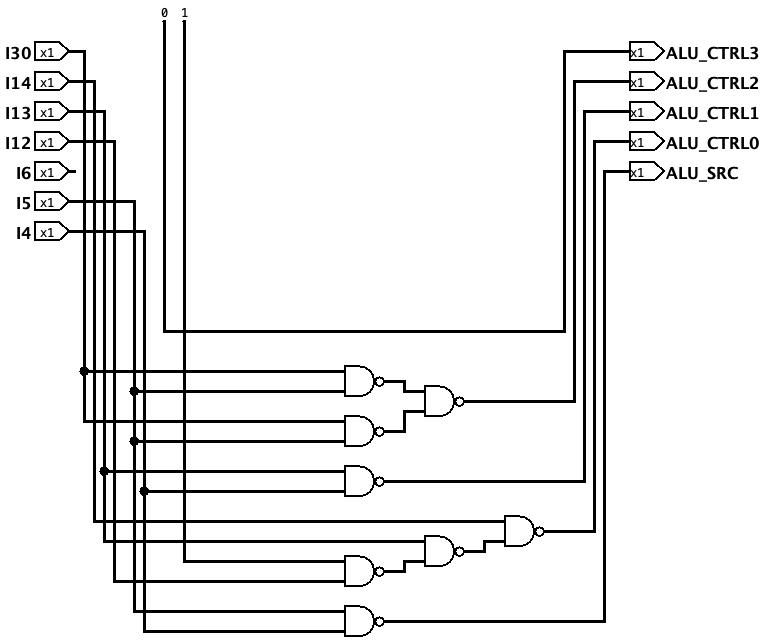 0 1
I30 x1
I14 x1
I13 x1
I12 x1
I6 x1
I5 x1
I4 x1
x1 ALU_CTRL3
x1 ALU_CTRL2
x1 ALU_CTRL1
x1 ALU_CTRL0
x1 ALU_SRC